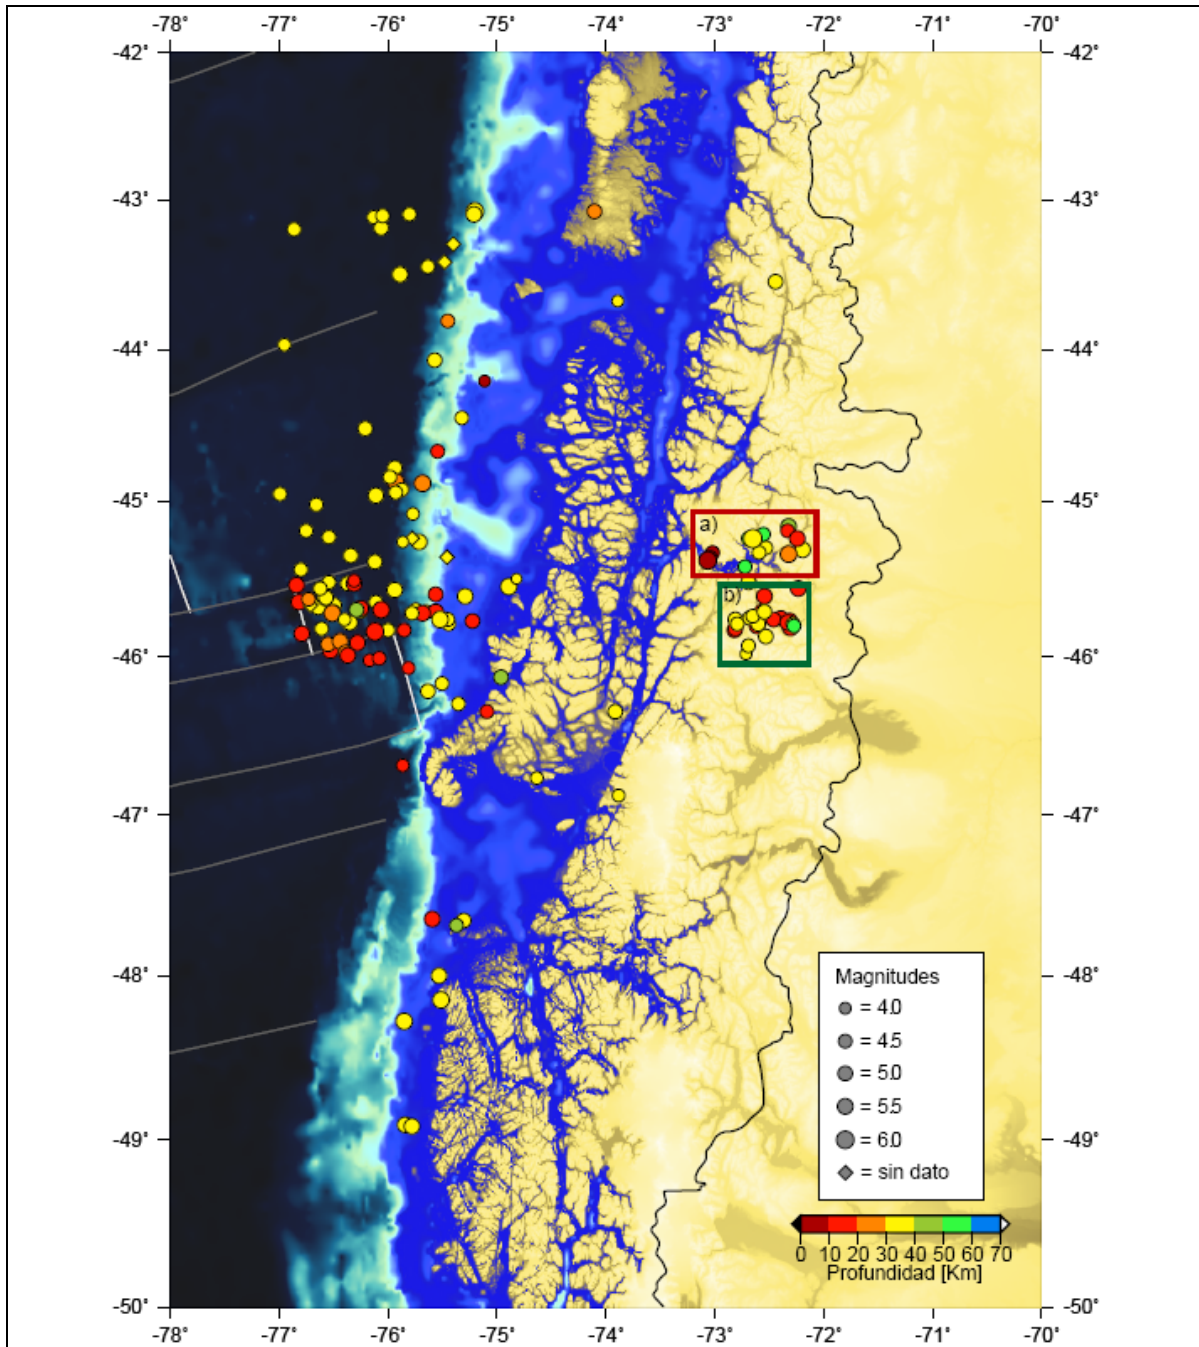 -78° -77° -76° -75° -74° -73° -72° -71° -70°
-42° -42°
-43° -43°
-44° -44°
-45° -45°
a)
b)
-46° -46°
-47° -47°
-48° -48°
Magnitudes
= 4.0
= 4.5
= 5.0
= 5.5
= 6.0
= sin dato
-49° -49°
0 10 20 30 40 50 60 70
Profundidad [Km]
-50° -50°
-78° -77° -76° -75° -74° -73° -72° -71° -70°